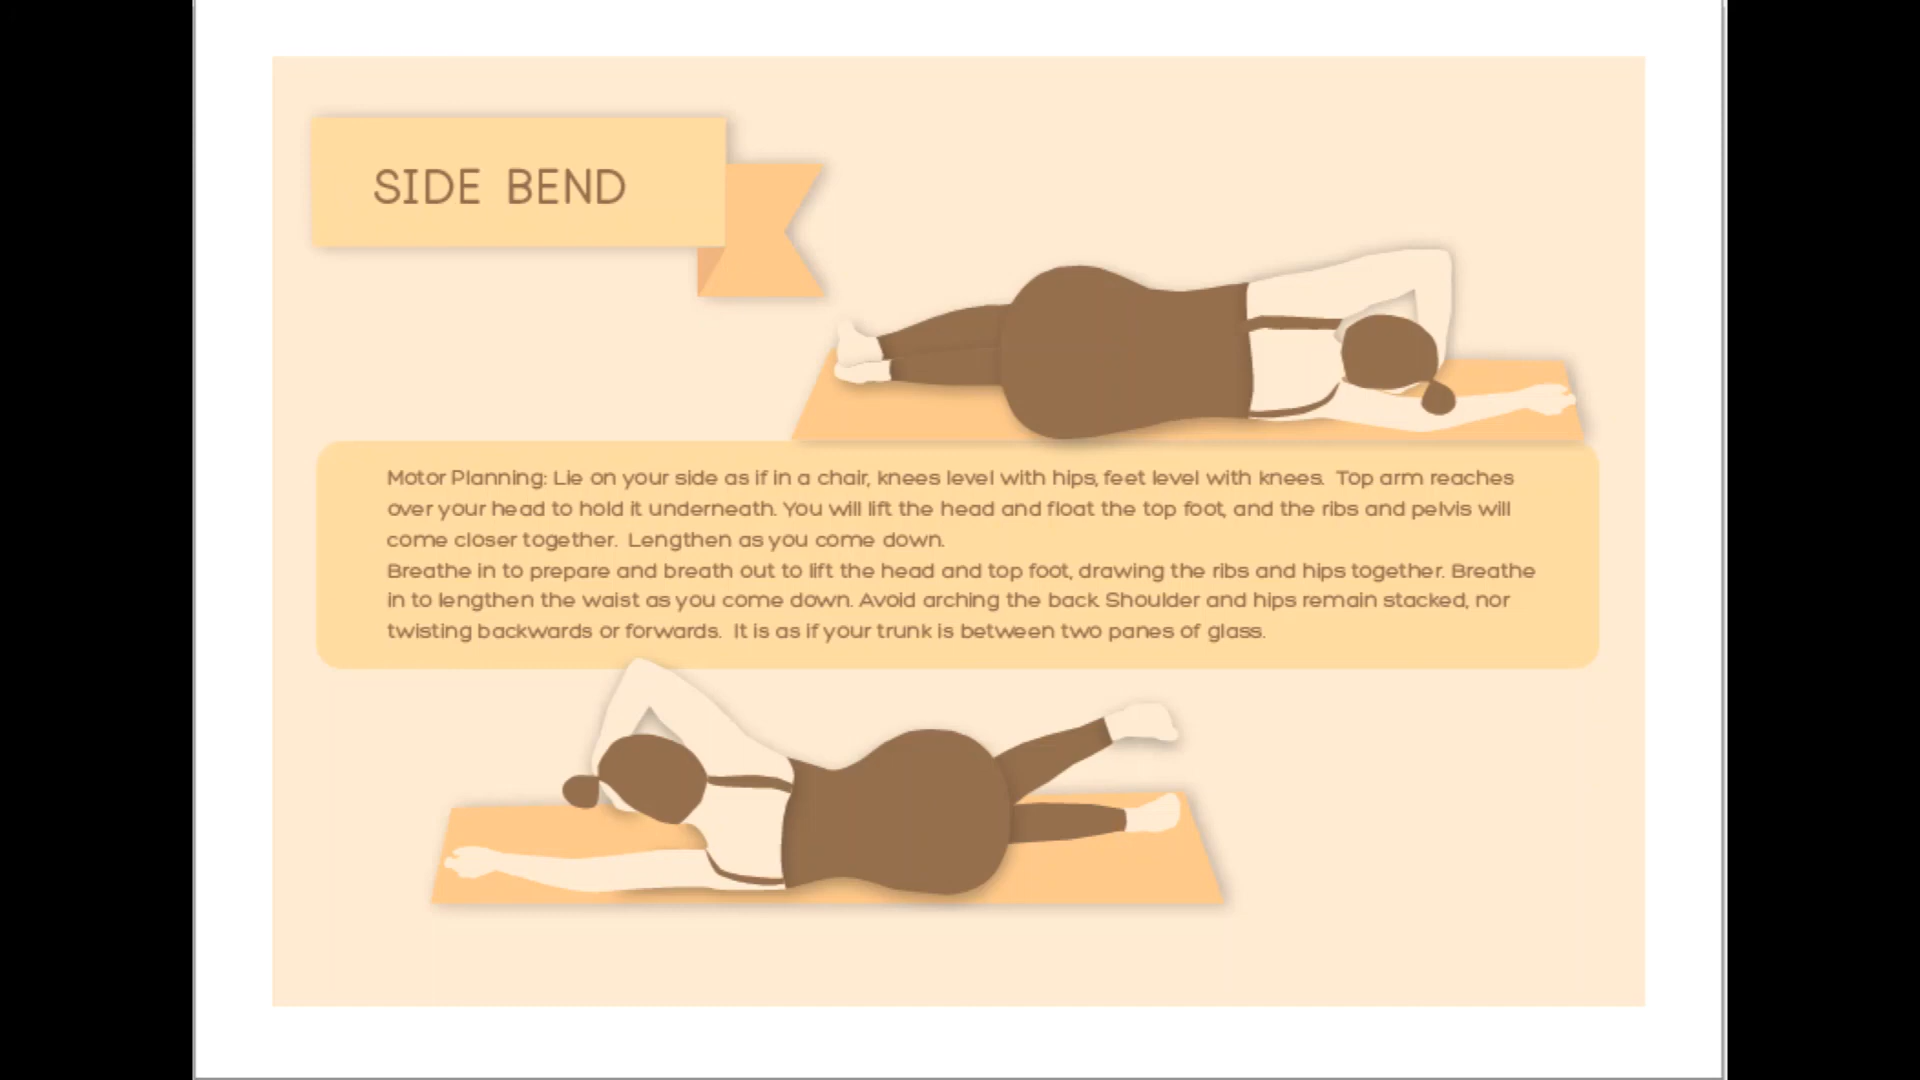 SIDE BEND
Motor Planning: Lie on your side as if in a chair, knees level with hips, feet level with knees. Top arm reaches
over your head to hold it underneath. You will lift the head and float the top foot, and the ribs and pelvis will
come closer together. Lengthen as you come down.
Breathe in to prepare and breath out to lift the head and top foot, drawing the ribs and hips together. Breathe
in to lengthen the waist as you come down. Avoid arching the back. Shoulder and hips remain stacked, nor
twisting backwards or forwards. It is as if your trunk is between two panes of glass.